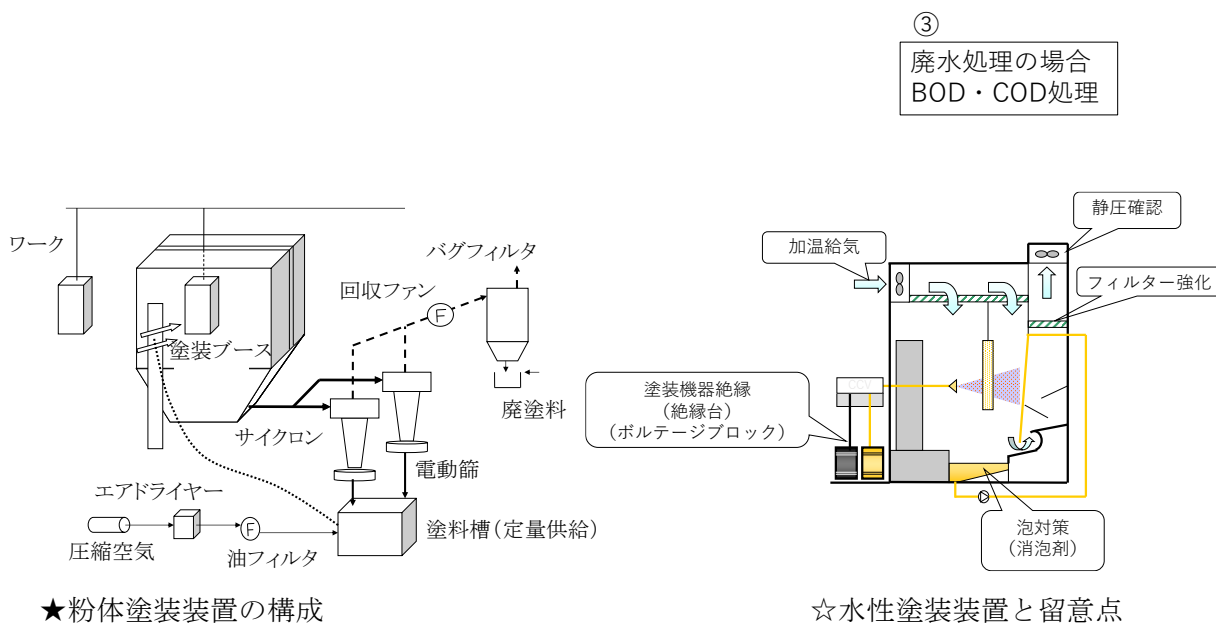 ③
廃水処理の場合
BOD・COD処理
ワーク
塗装ブース
バグフィルタ
回収ファン
F
廃塗料
サイクロン
電動篩
エアドライヤー
圧縮空気
F
油フィルタ
塗料槽(定量供給)
★粉体塗装装置の構成
静圧確認
加温給気
フィルター強化
CCV
塗装機器絶縁
(絶縁台)
(ボルテージブロック)
泡対策
(消泡剤)
☆水性塗装装置と留意点